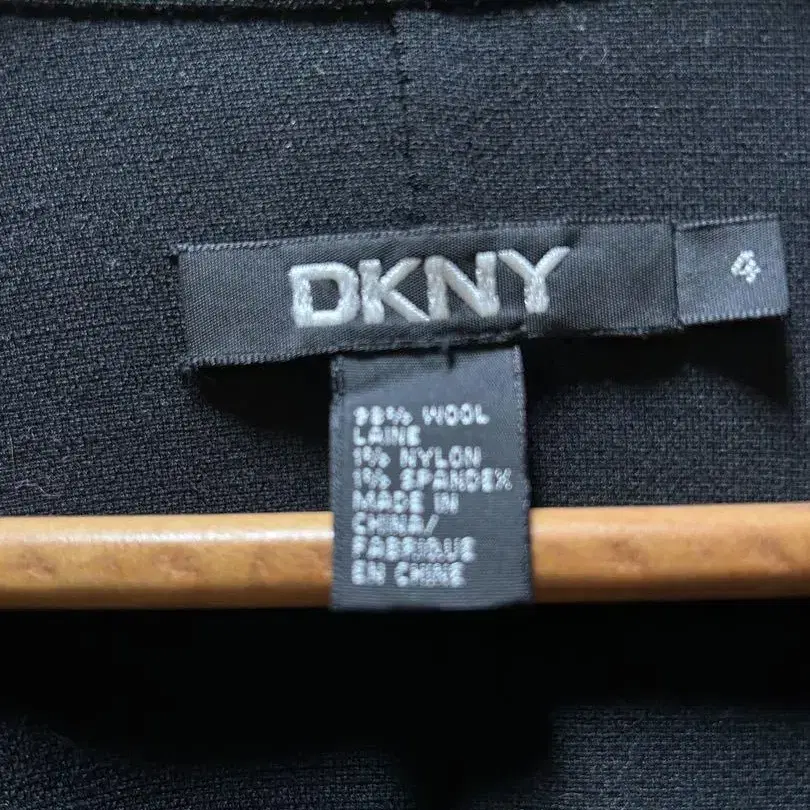 DKNY
4
98% WOOL
LAINE
1% NYLON
1% SPANDEX
MADE IN
CHINA/
FABRIQUE
EN CHINE